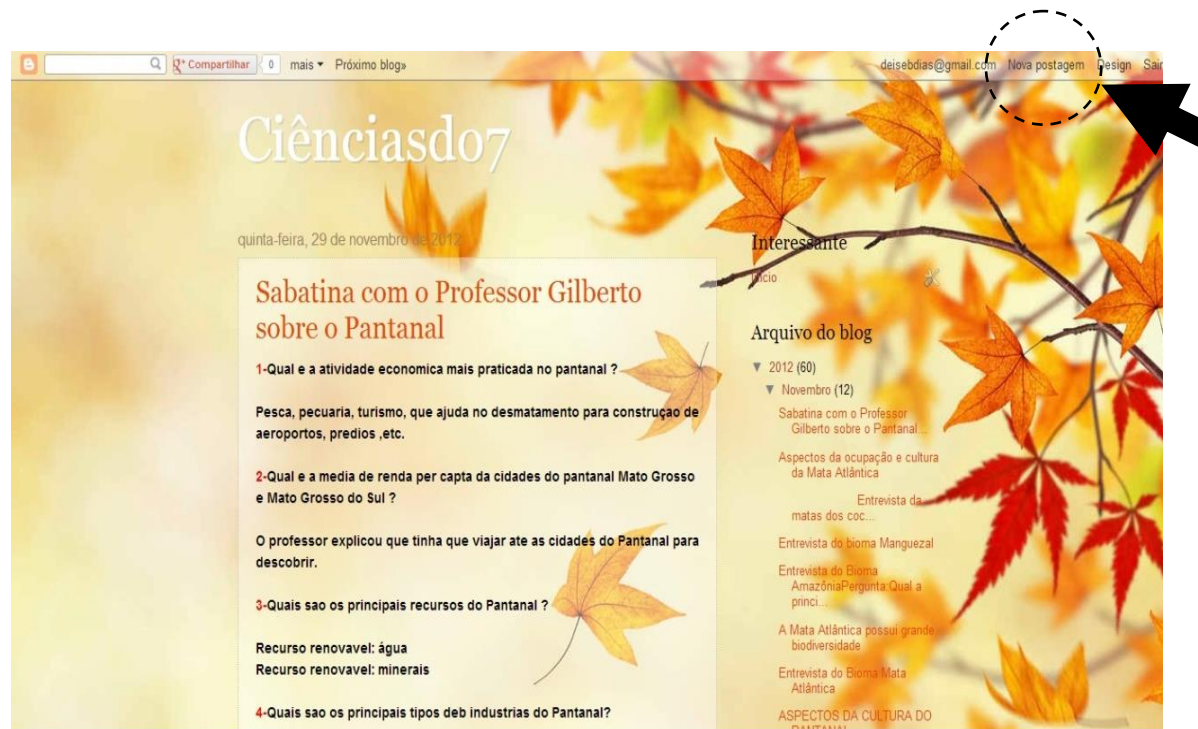 Compartilhar 0 mais Próximo blog» deisebdias@gmail.com Nova postagem Design Sair
Ciênciasdo7
quinta-feira, 29 de novembro de 2012
Sabatina com o Professor Gilberto
sobre o Pantanal
1-Qual e a atividade economica mais praticada no pantanal ?
Pesca, pecuaria, turismo, que ajuda no desmatamento para construçao de
aeroportos, predios ,etc.
2-Qual e a media de renda per capta da cidades do pantanal Mato Grosso
e Mato Grosso do Sul ?
O professor explicou que tinha que viajar ate as cidades do Pantanal para
descobrir.
3-Quais sao os principais recursos do Pantanal ?
Recurso renovavel: água
Recurso renovavel: minerais
4-Quais sao os principais tipos deb industrias do Pantanal?
Interessante
Início
Arquivo do blog
▼ 2012 (60)
▼ Novembro (12)
Sabatina com o Professor
Gilberto sobre o Pantanal...
Aspectos da ocupação e cultura
da Mata Atlântica
Entrevista da
matas dos coc...
Entrevista do bioma Manguezal
Entrevista do Bioma
AmazôniaPergunta:Qual a
princi...
A Mata Atlântica possui grande
biodiversidade
Entrevista do Bioma Mata
Atlântica
ASPECTOS DA CULTURA DO
PANTANAL